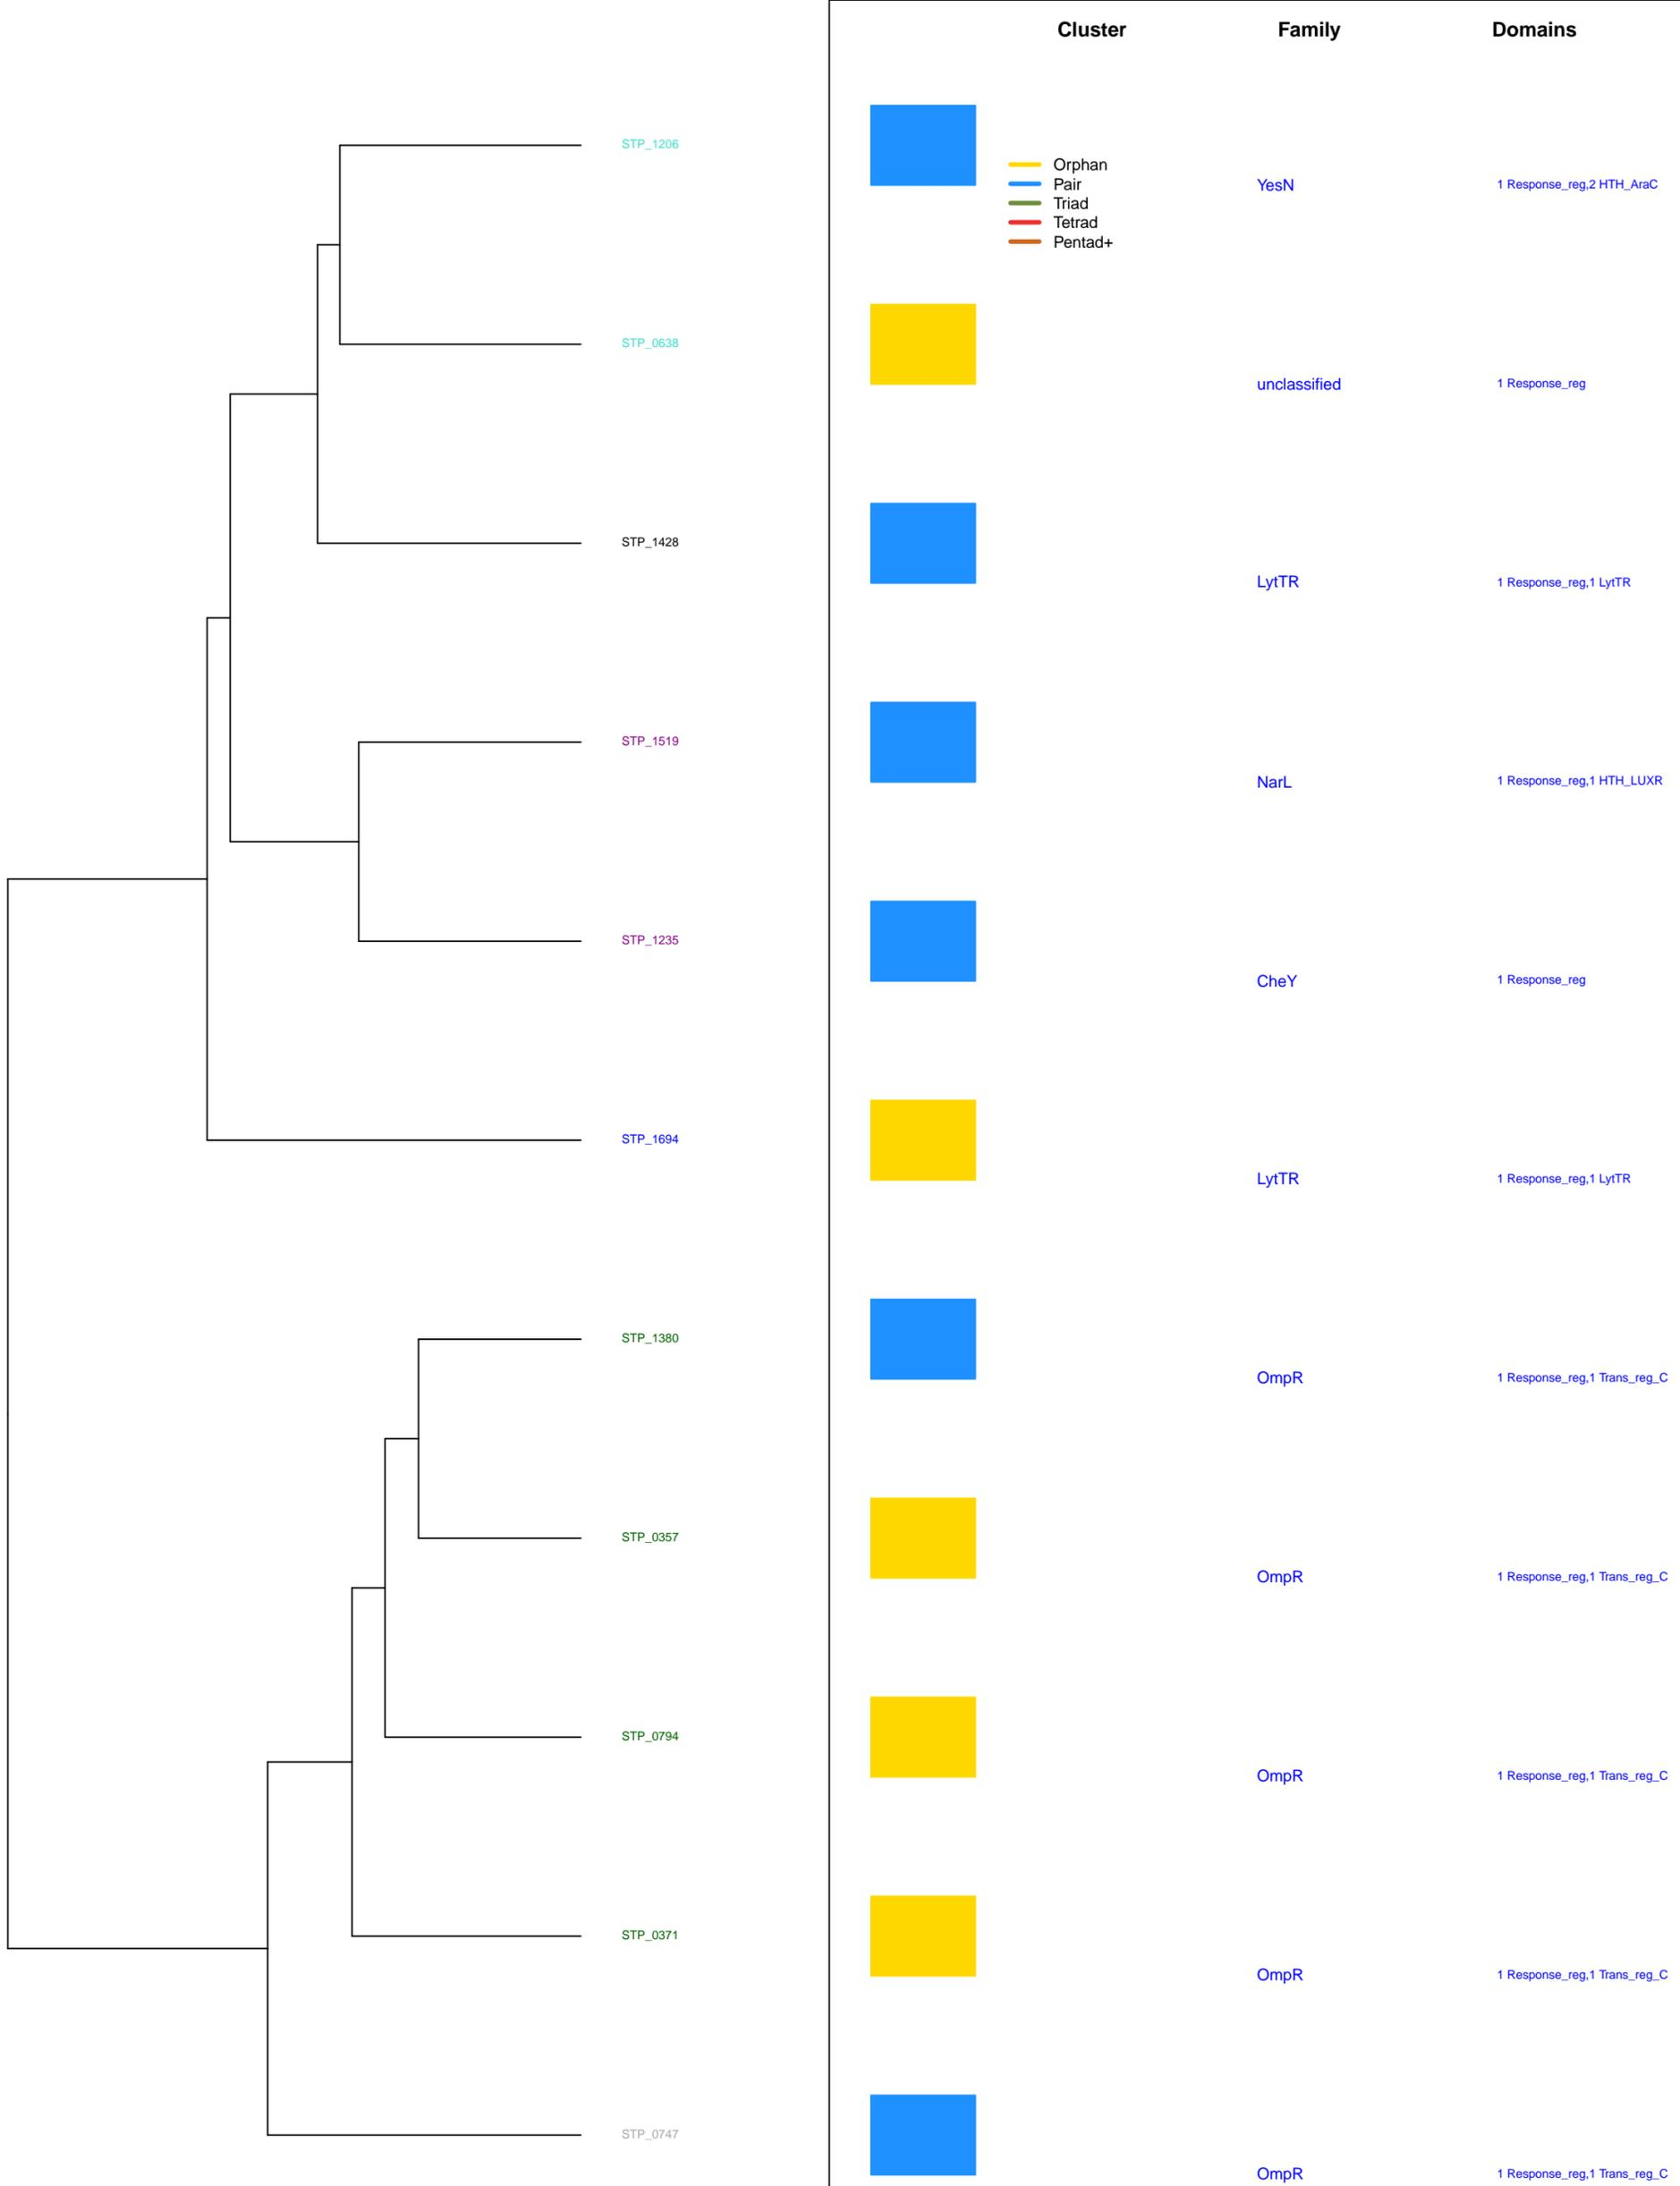 Cluster Family Domains
STP_1206
Orphan
Pair
Triad
Tetrad
Pentad+
YesN 1 Response_reg,2 HTH_AraC
STP_0638
unclassified 1 Response_reg
STP_1428
LytTR 1 Response_reg,1 LytTR
STP_1519
NarL 1 Response_reg,1 HTH_LUXR
STP_1235
CheY 1 Response_reg
STP_1694
LytTR 1 Response_reg,1 LytTR
STP_1380
OmpR 1 Response_reg,1 Trans_reg_C
STP_0357
OmpR 1 Response_reg,1 Trans_reg_C
STP_0794
OmpR 1 Response_reg,1 Trans_reg_C
STP_0371
OmpR 1 Response_reg,1 Trans_reg_C
STP_0747
OmpR 1 Response_reg,1 Trans_reg_C